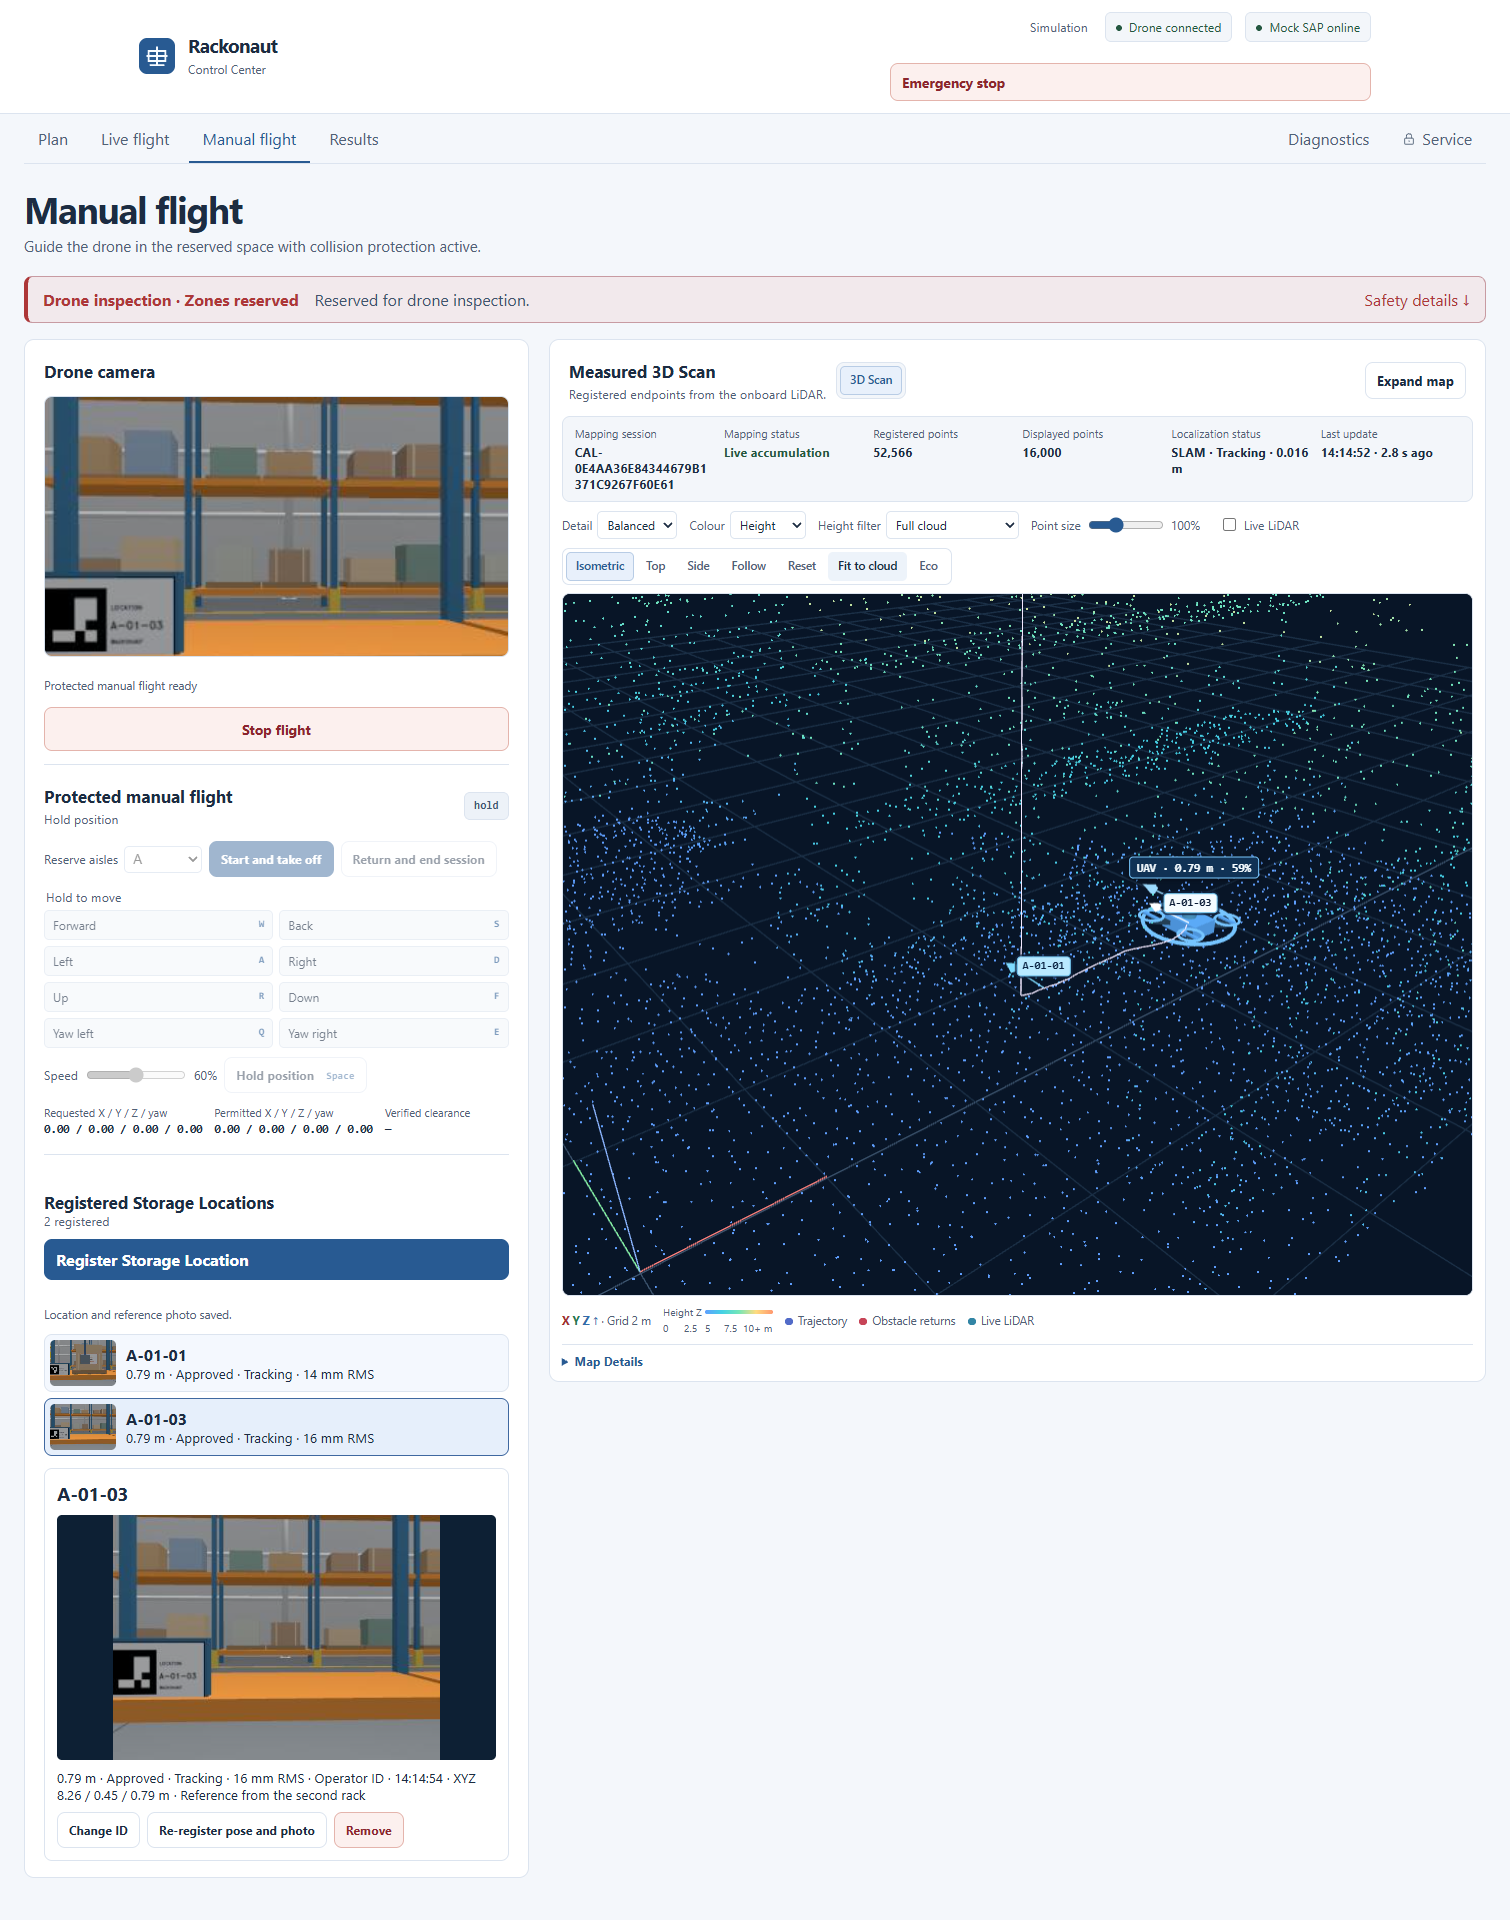 Rackonaut
Control Center
Simulation
Drone connected
Mock SAP online
Emergency stop
Plan
Live flight
Manual flight
Results
Diagnostics
Service
Manual flight
Guide the drone in the reserved space with collision protection active.
Drone inspection · Zones reserved Reserved for drone inspection.
Safety details ↓
Drone camera
LOCATION
A-01-03
RACKONAUT
Protected manual flight ready
Stop flight
Protected manual flight
Hold position
hold
Reserve aisles A
Start and take off
Return and end session
Hold to move
Forward W
Back S
Left A
Right D
Up R
Down F
Yaw left Q
Yaw right E
Speed 60%
Hold position Space
Requested X / Y / Z / yaw
0.00 / 0.00 / 0.00 / 0.00
Permitted X / Y / Z / yaw
0.00 / 0.00 / 0.00 / 0.00
Verified clearance
—
Registered Storage Locations
2 registered
Register Storage Location
Location and reference photo saved.
A-01-01
0.79 m · Approved · Tracking · 14 mm RMS
A-01-03
0.79 m · Approved · Tracking · 16 mm RMS
A-01-03
LOCATION
A-01-03
RACKONAUT
0.79 m · Approved · Tracking · 16 mm RMS · Operator ID · 14:14:54 · XYZ
8.26 / 0.45 / 0.79 m · Reference from the second rack
Change ID
Re-register pose and photo
Remove
Measured 3D Scan
Registered endpoints from the onboard LiDAR.
3D Scan
Expand map
Mapping session
CAL-
0E4AA36E84344679B1
371C9267F60E61
Mapping status
Live accumulation
Registered points
52,566
Displayed points
16,000
Localization status
SLAM · Tracking · 0.016
m
Last update
14:14:52 · 2.8 s ago
Detail Balanced
Colour Height
Height filter Full cloud
Point size 100%
Live LiDAR
Isometric
Top
Side
Follow
Reset
Fit to cloud
Eco
UAV · 0.79 m · 59%
A-01-03
A-01-01
X Y Z ↑ · Grid 2 m
Height Z
0 2.5 5 7.5 10+ m
Trajectory
Obstacle returns
Live LiDAR
Map Details